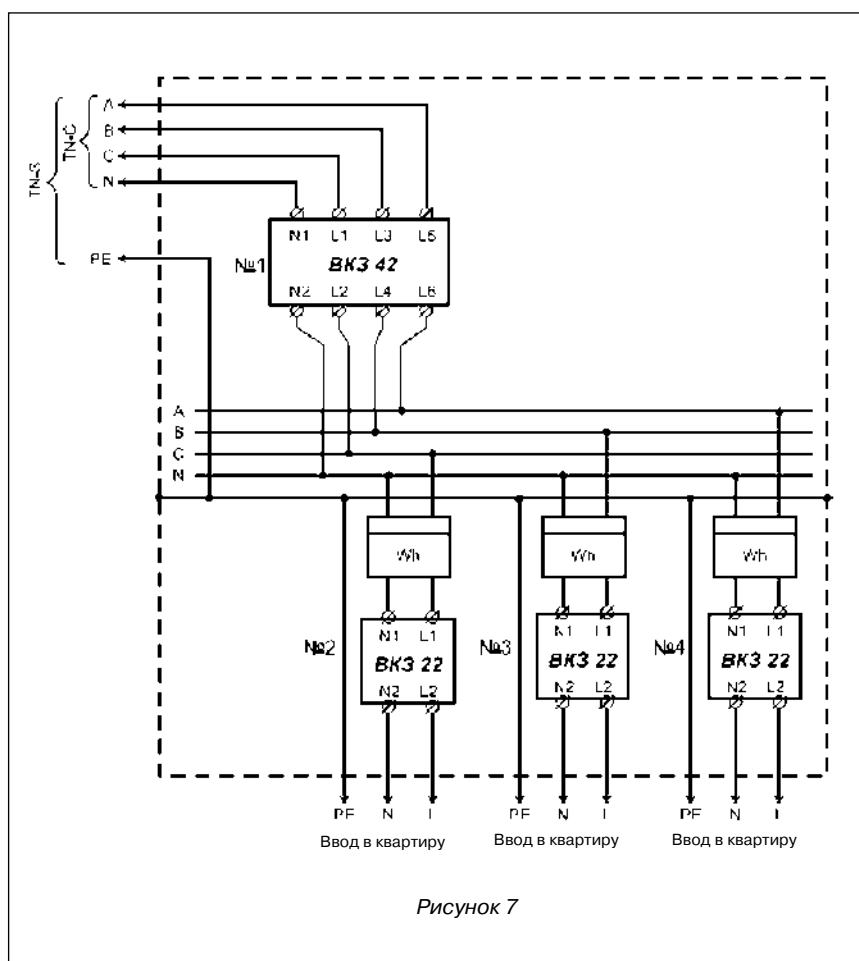 A
B
C
N
TN-C
TN-S
PE
N1 L1 L3 L5
№1
ВКЗ 42
N2 L2 L4 L6
A
B
C
N
Wh
Wh
Wh
№2
N1 L1
ВКЗ 22
N2 L2
№3
N1 L1
ВКЗ 22
N2 L2
№4
N1 L1
ВКЗ 22
N2 L2
PE N L
PE N L
PE N L
Ввод в квартиру
Ввод в квартиру
Ввод в квартиру
Рисунок 7